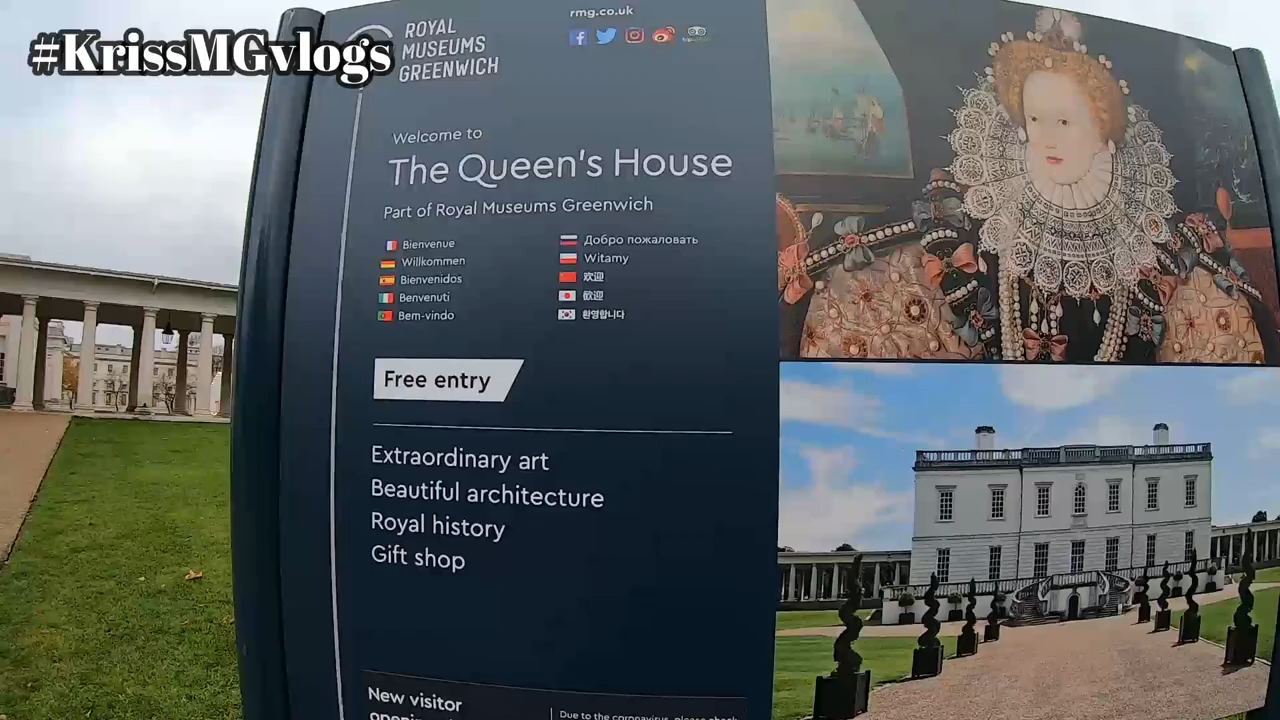 #KrissMGvlogs
ROYAL
MUSEUMS
GREENWICH
rmg.co.uk
Welcome to
The Queen's House
Part of Royal Museums Greenwich
Bienvenue
Willkommen
Bienvenidos
Benvenuti
Bem-vindo
Добро пожаловать
Witamy
欢迎
歓迎
환영합니다
Free entry
Extraordinary art
Beautiful architecture
Royal history
Gift shop
New visitor
Due to the coronavirus, please check